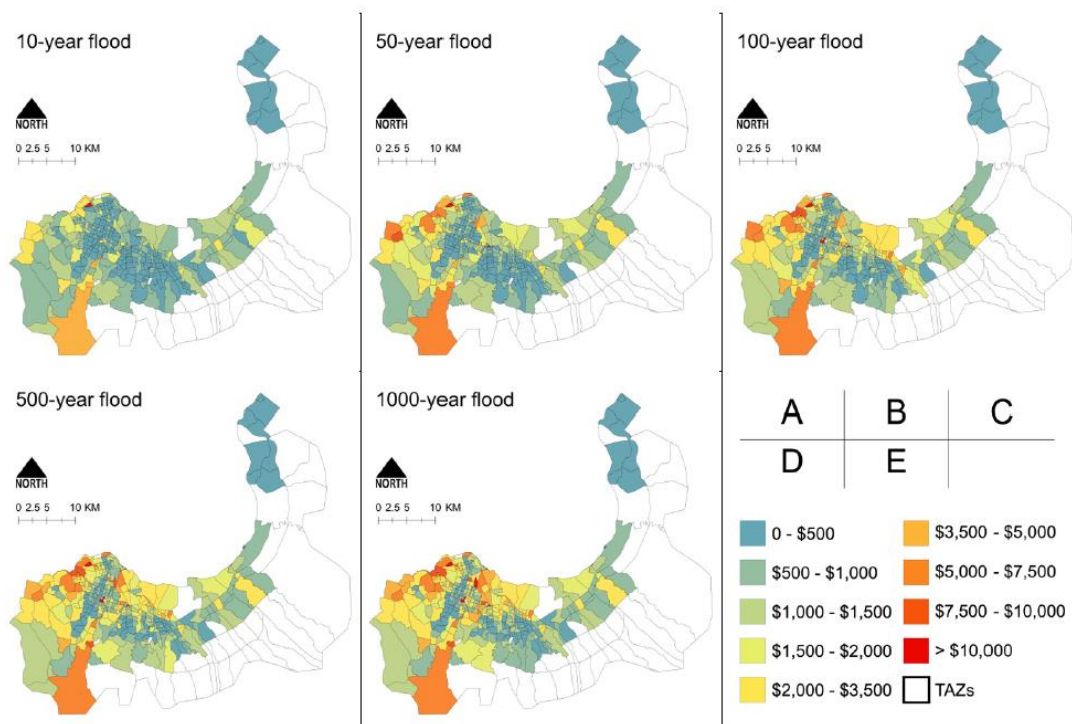 10-year flood
NORTH
0 2.5 5 10 KM
50-year flood
NORTH
0 2.5 5 10 KM
100-year flood
NORTH
0 2.5 5 10 KM
500-year flood
NORTH
0 2.5 5 10 KM
1000-year flood
NORTH
0 2.5 5 10 KM
A B C
D E
0 - $500
$500 - $1,000
$1,000 - $1,500
$1,500 - $2,000
$2,000 - $3,500
$3,500 - $5,000
$5,000 - $7,500
$7,500 - $10,000
> $10,000
TAZs